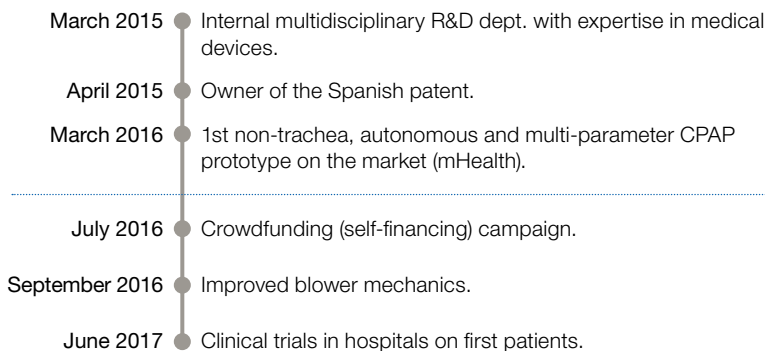 March 2015 Internal multidisciplinary R&D dept. with expertise in medical
devices.
April 2015 Owner of the Spanish patent.
March 2016 1st non-trachea, autonomous and multi-parameter CPAP
prototype on the market (mHealth).
July 2016 Crowdfunding (self-financing) campaign.
September 2016 Improved blower mechanics.
June 2017 Clinical trials in hospitals on first patients.